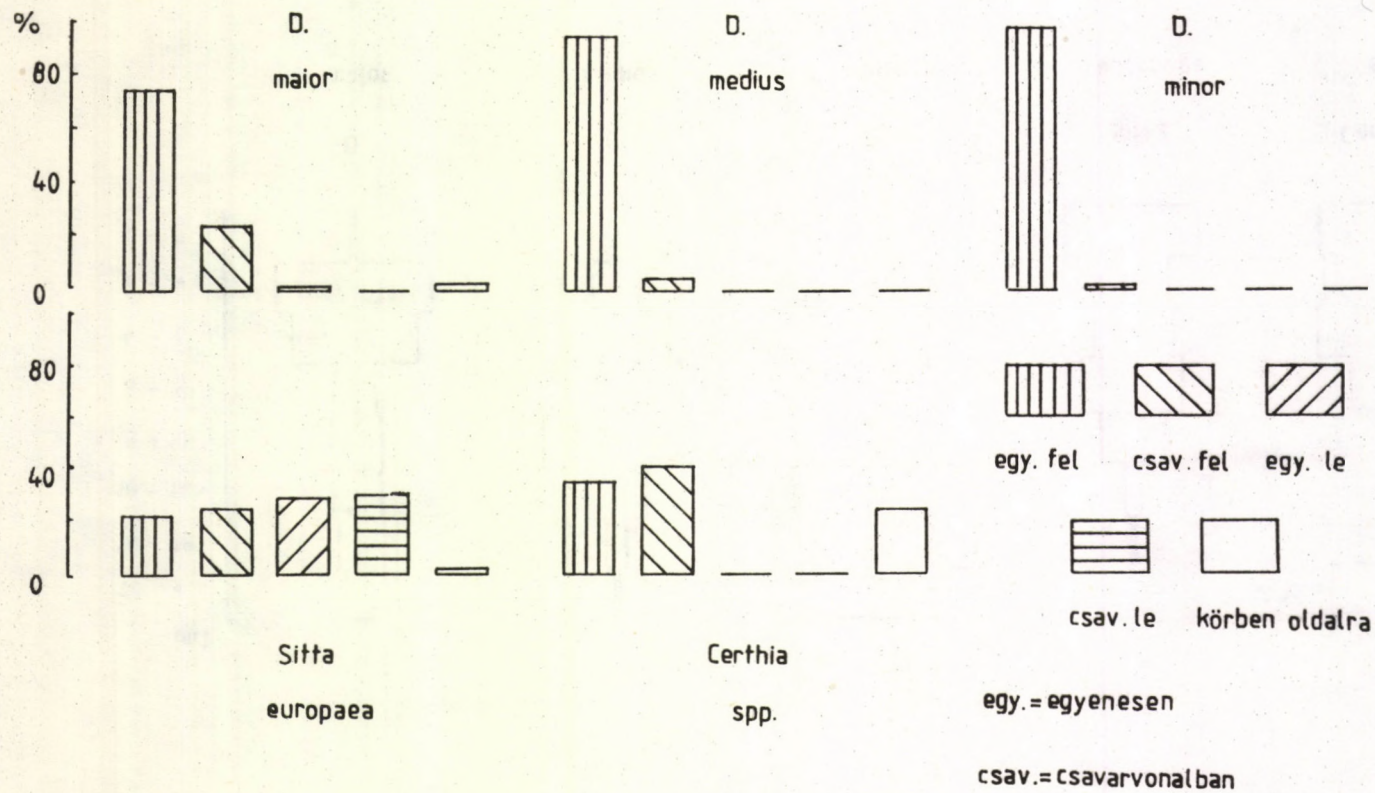 %
80
40
0
D.
maior
D.
medius
D.
minor
80
40
0
Sitta
europaea
Certhia
spp.
egy. fel
csav. fel
egy. le
csav. le
körben oldalra
egy.=egyenesen
csav.=csavarvonalban